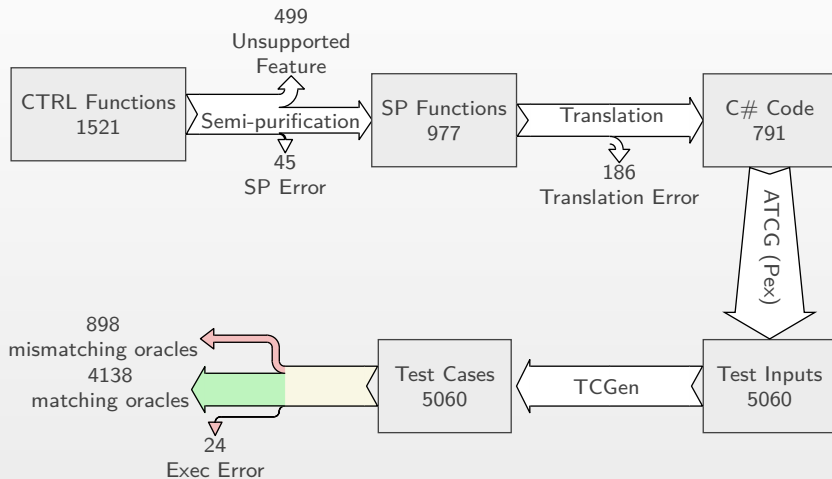 499
Unsupported
Feature
CTRL Functions
1521
Semi-purification
45
SP Error
SP Functions
977
Translation
186
Translation Error
C# Code
791
ATCG (Pex)
Test Inputs
5060
TCGen
Test Cases
5060
898
mismatching oracles
4138
matching oracles
24
Exec Error